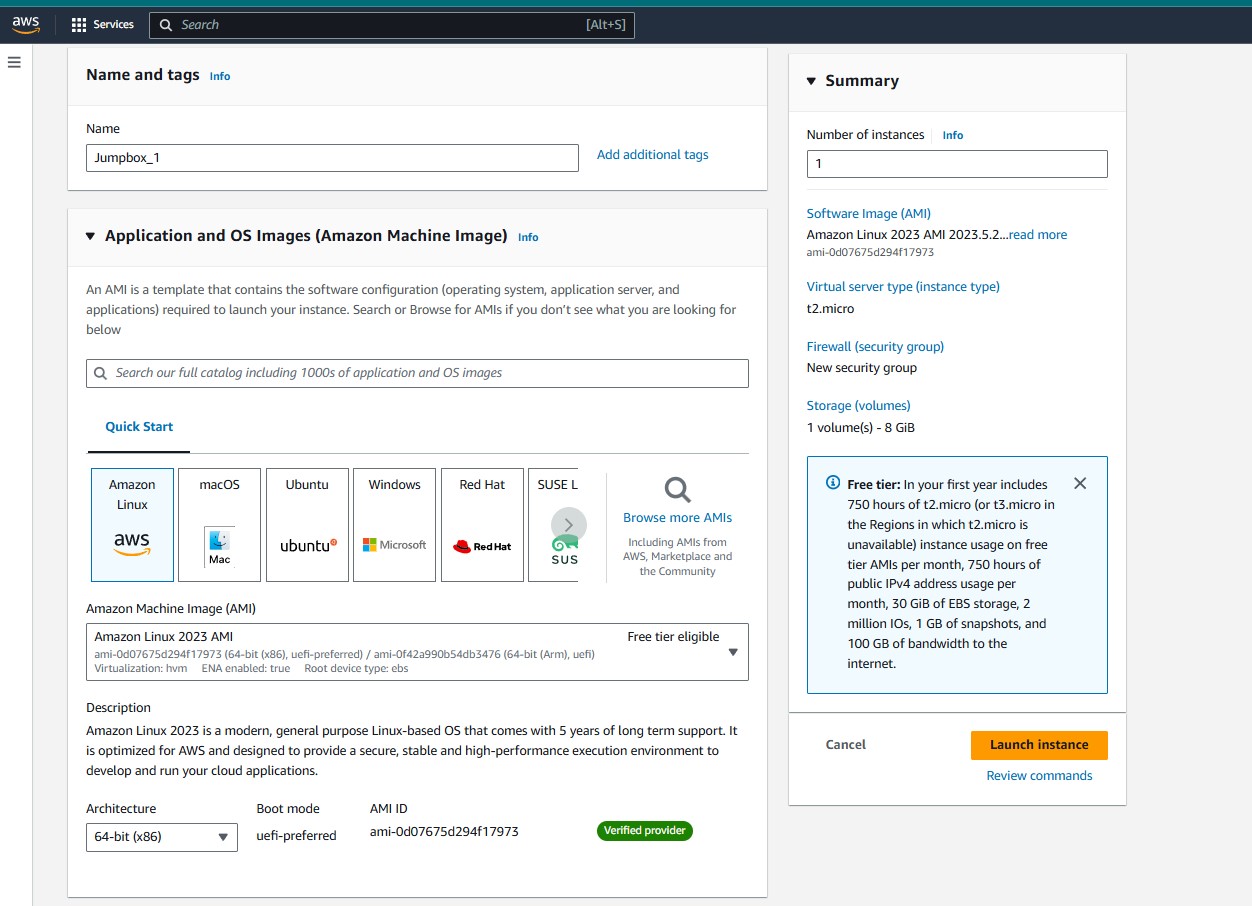 aws
Services
Search
[Alt+S]
Name and tags Info
Name
Jumpbox_1
Add additional tags
Application and OS Images (Amazon Machine Image) Info
An AMI is a template that contains the software configuration (operating system, application server, and
applications) required to launch your instance. Search or Browse for AMIs if you don't see what you are looking for
below
Search our full catalog including 1000s of application and OS images
Quick Start
Amazon
Linux
aws
macOS
Mac
Ubuntu
ubuntu
Windows
Microsoft
Red Hat
Red Hat
SUSE L
SUS
Browse more AMIs
Including AMIs from
AWS, Marketplace and
the Community
Amazon Machine Image (AMI)
Amazon Linux 2023 AMI
Free tier eligible
ami-0d07675d294f17973 (64-bit (x86), uefi-preferred) / ami-0f42a990b54db3476 (64-bit (Arm), uefi)
Virtualization: hvm ENA enabled: true Root device type: ebs
Description
Amazon Linux 2023 is a modern, general purpose Linux-based OS that comes with 5 years of long term support. It
is optimized for AWS and designed to provide a secure, stable and high-performance execution environment to
develop and run your cloud applications.
Architecture
64-bit (x86)
Boot mode
uefi-preferred
AMI ID
ami-0d07675d294f17973
Verified provider
Summary
Number of instances Info
1
Software Image (AMI)
Amazon Linux 2023 AMI 2023.5.2...read more
ami-0d07675d294f17973
Virtual server type (instance type)
t2.micro
Firewall (security group)
New security group
Storage (volumes)
1 volume(s) - 8 GiB
Free tier: In your first year includes
750 hours of t2.micro (or t3.micro in
the Regions in which t2.micro is
unavailable) instance usage on free
tier AMIs per month, 750 hours of
public IPv4 address usage per
month, 30 GiB of EBS storage, 2
million IOs, 1 GB of snapshots, and
100 GB of bandwidth to the
internet.
Cancel
Launch instance
Review commands